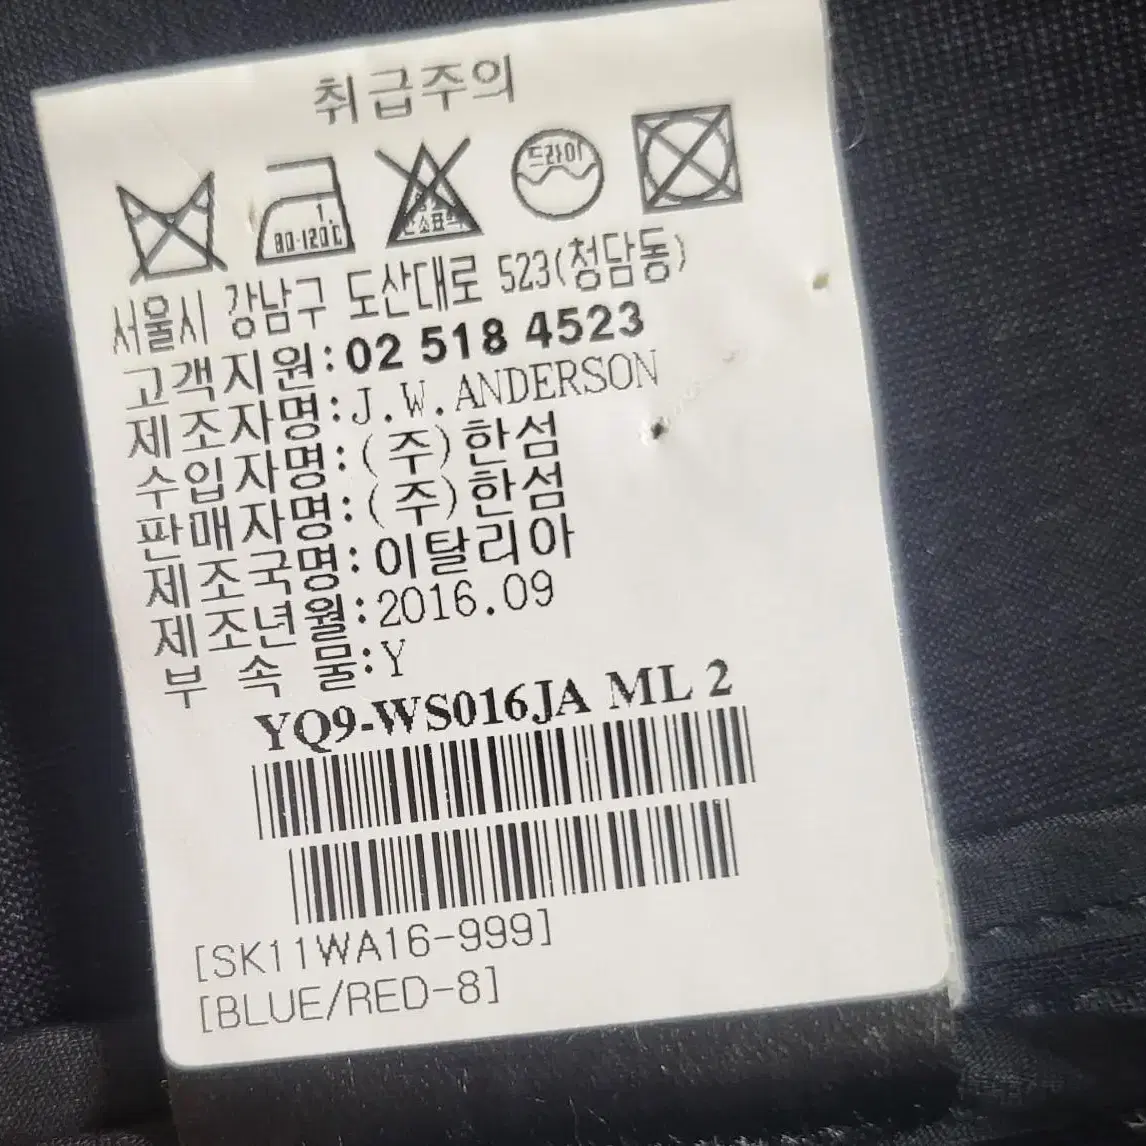 취급주의
드라이
1
80-120℃
염소표백
서울시 강남구 도산대로 523(청담동)
고객지원:02 518 4523
제조자명:J.W.ANDERSON
수입자명:(주)한섬
판매자명:(주)한섬
제조국명:이탈리아
제조년월:2016.09
부 속 물:Y
YQ9-WS016JA ML 2
[SK11WA16-999]
[BLUE/RED-8]